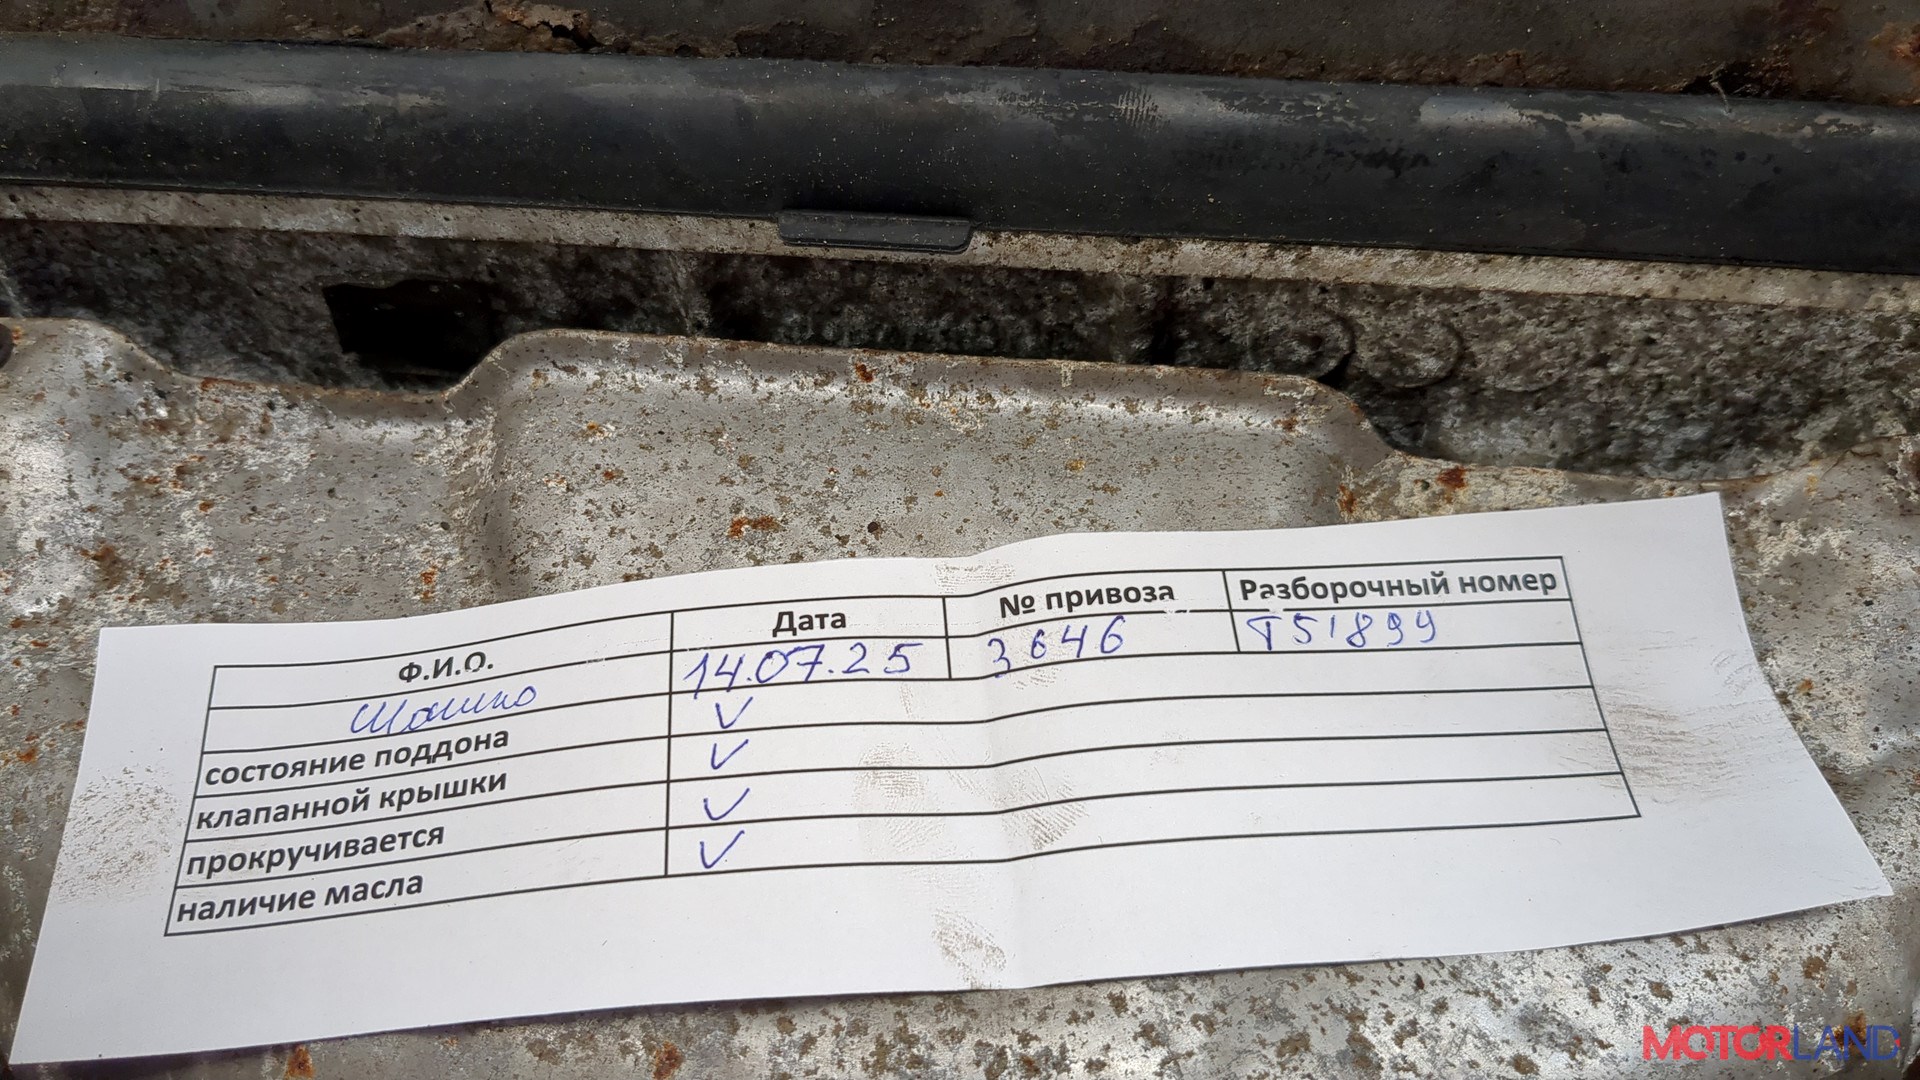 Ф.И.О. Дата № привоза Разборочный номер
14.07.25 3646 T51899
состояние поддона ✓
клапанной крышки ✓
прокручивается ✓
наличие масла ✓
MOTORLAND